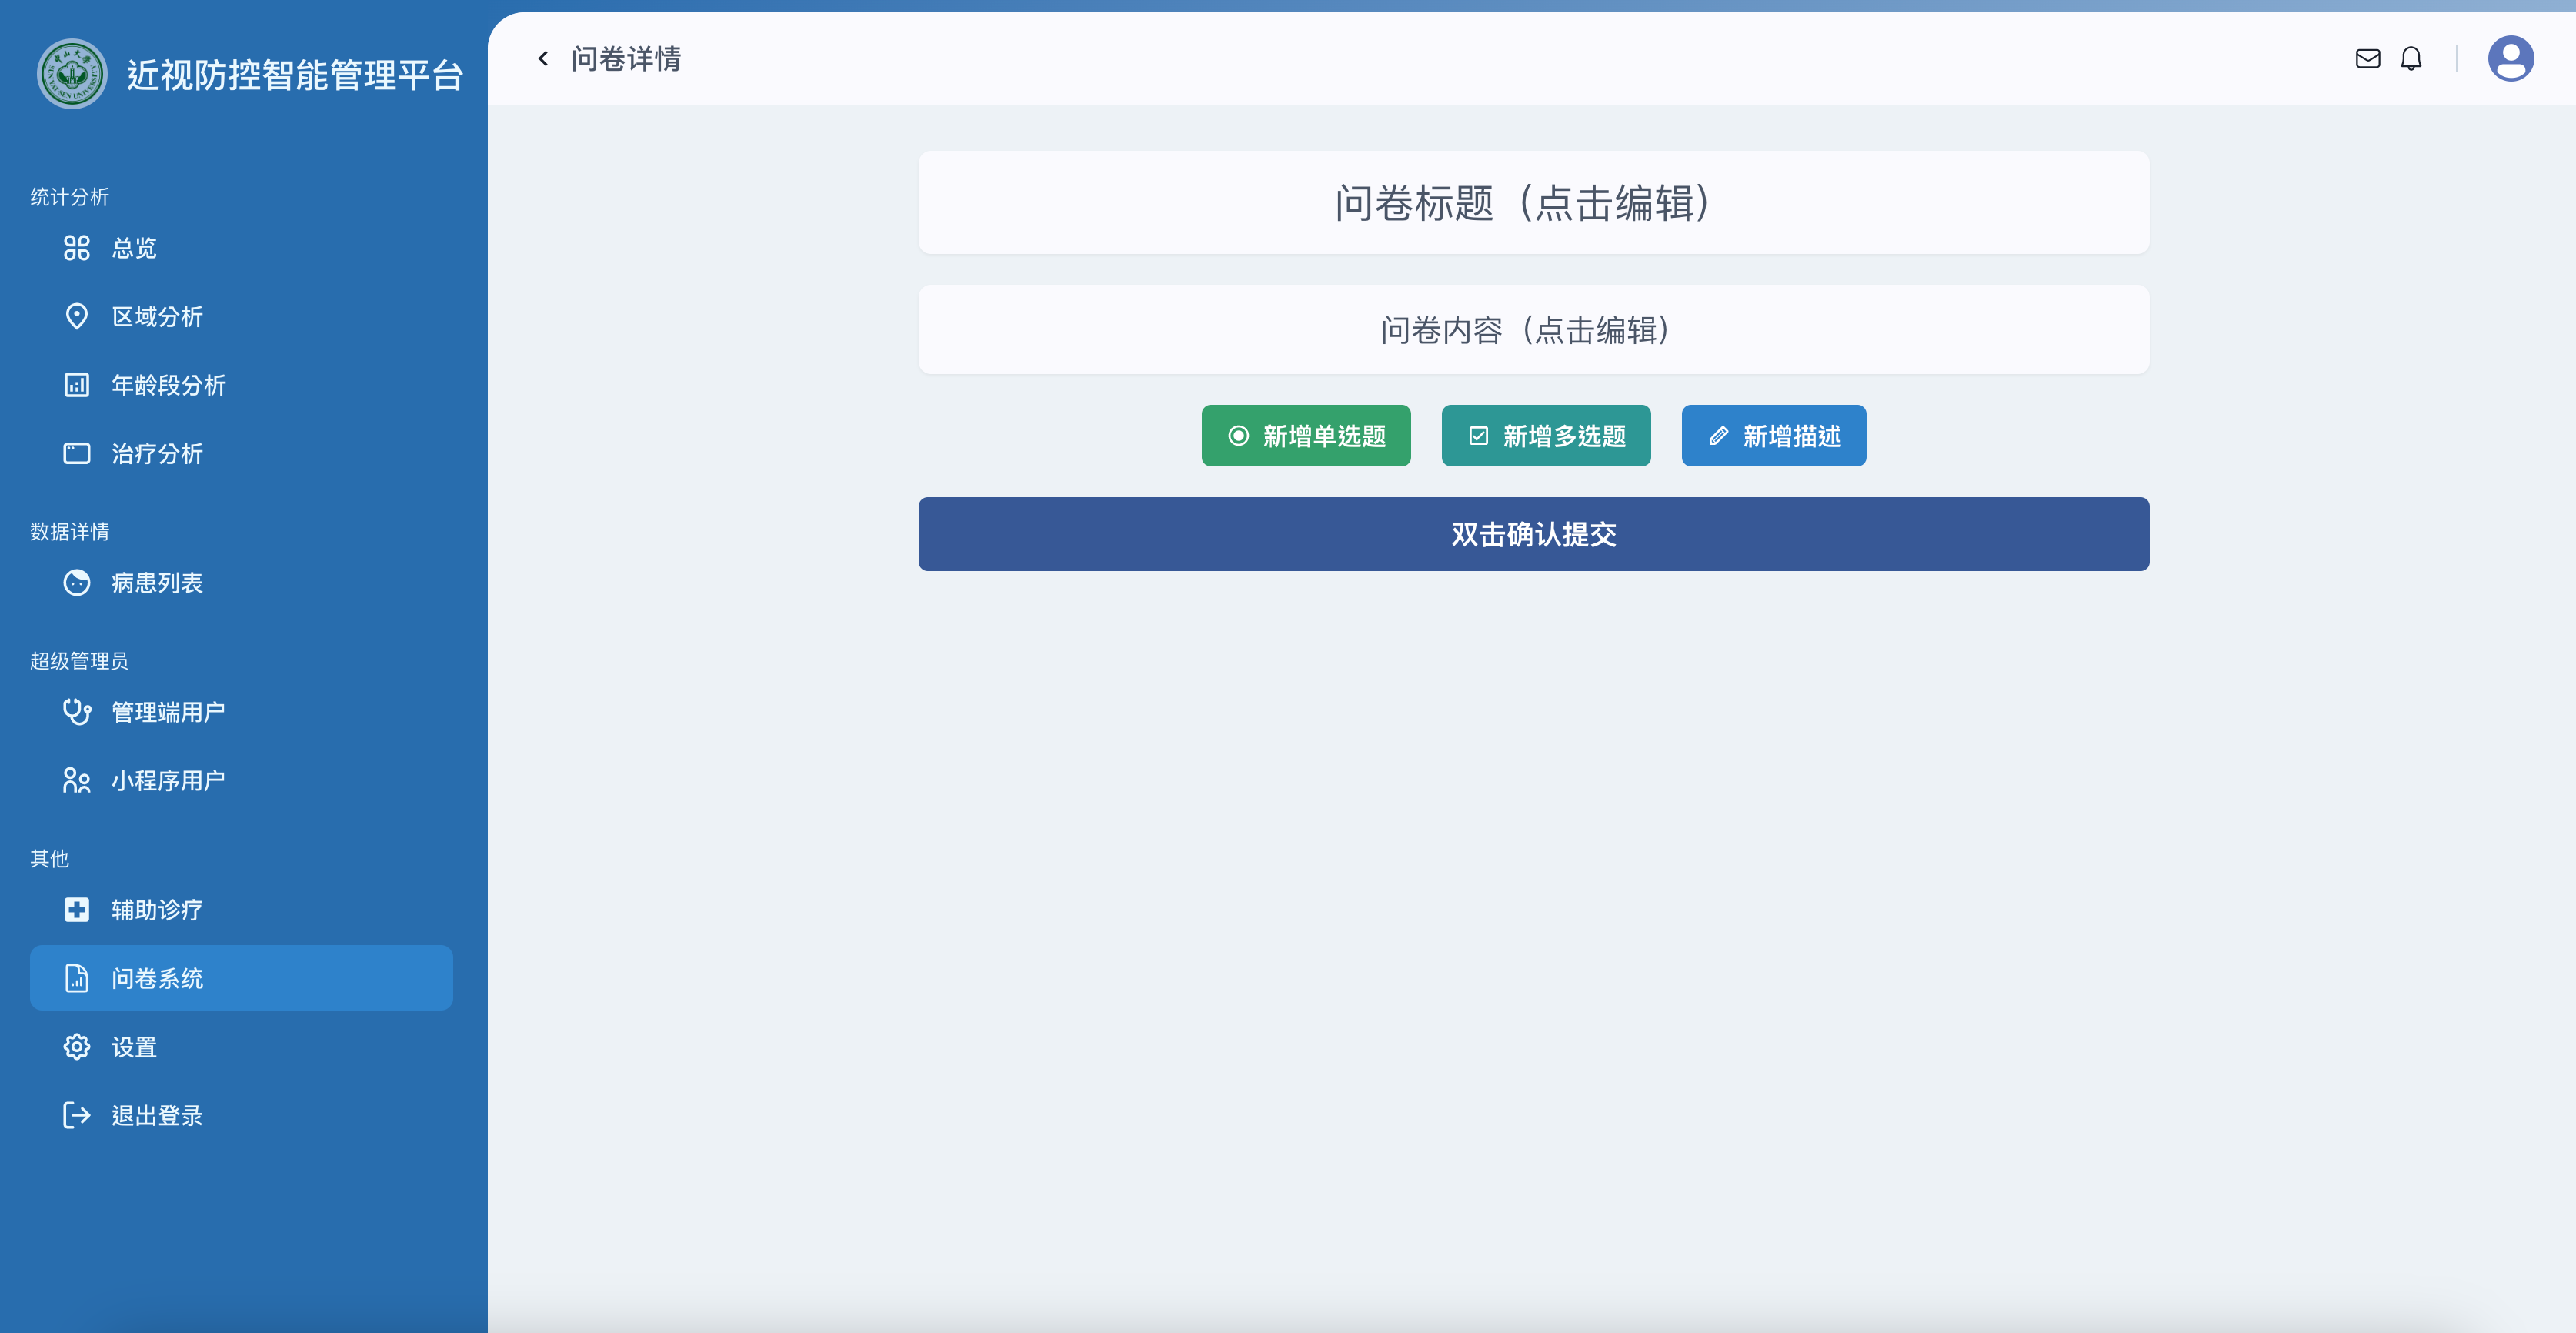 近视防控智能管理平台
统计分析
总览
区域分析
年龄段分析
治疗分析
数据详情
病患列表
超级管理员
管理端用户
小程序用户
其他
辅助诊疗
问卷系统
设置
退出登录
问卷详情
问卷标题（点击编辑）
问卷内容（点击编辑）
新增单选题
新增多选题
新增描述
双击确认提交